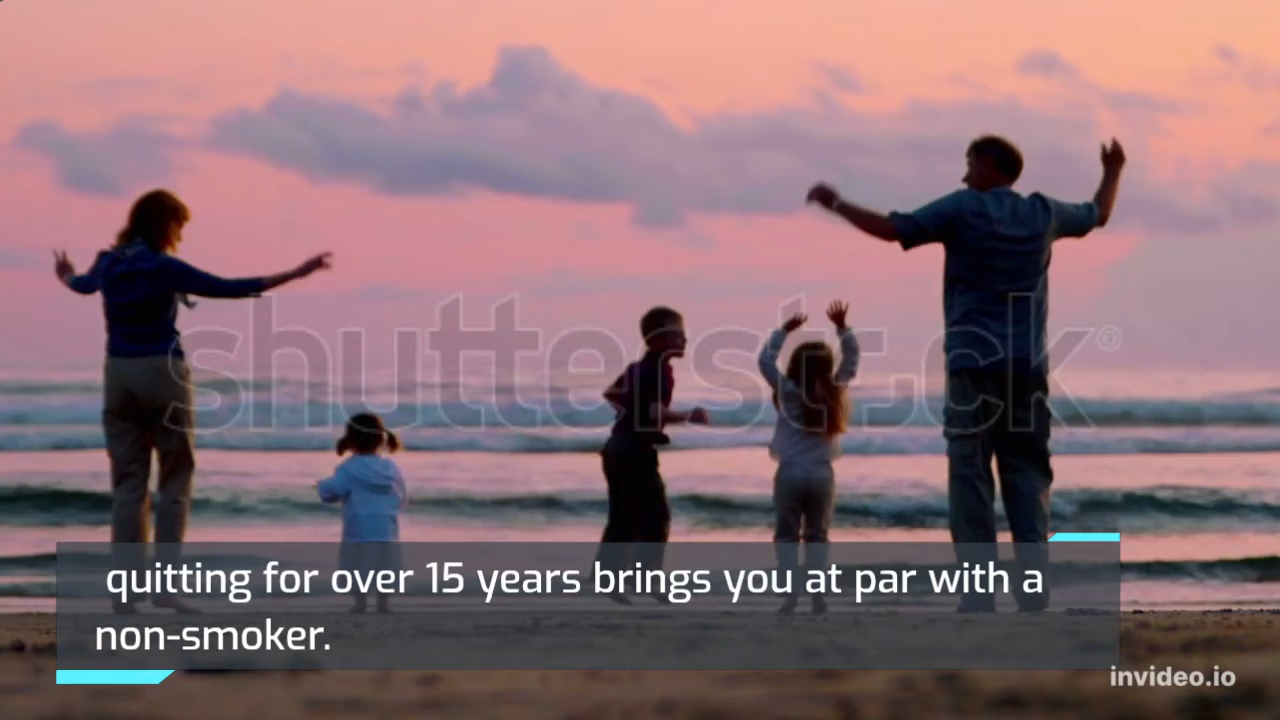 shutterstock©
quitting for over 15 years brings you at par with a
non-smoker.
invideo.io